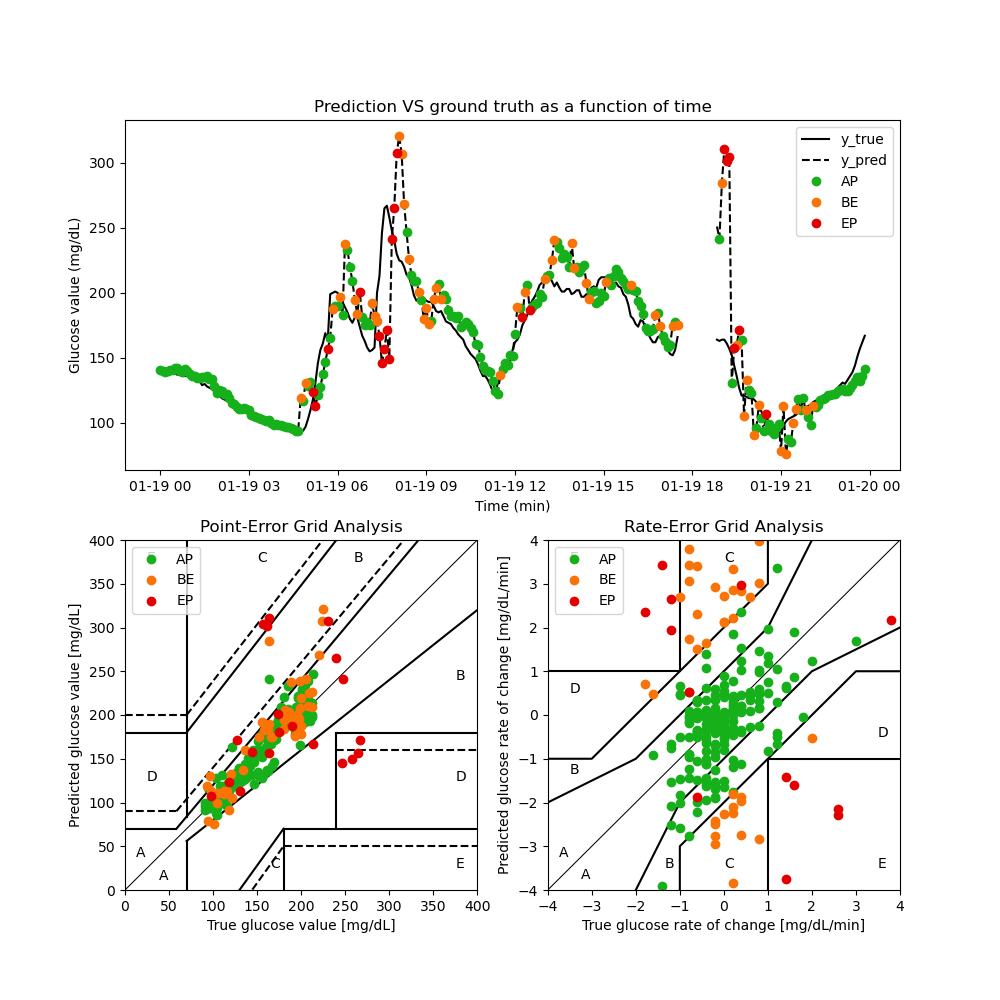 Prediction VS ground truth as a function of time
Glucose value (mg/dL)
300
250
200
150
100
y_true
y_pred
AP
BE
EP
01-19 00 01-19 03 01-19 06 01-19 09 01-19 12 01-19 15 01-19 18 01-19 21 01-20 00
Time (min)
Point-Error Grid Analysis
Predicted glucose value [mg/dL]
400
350
300
250
200
150
100
50
0
AP
BE
EP
C B
B
D D
A
A C E
0 50 100 150 200 250 300 350 400
True glucose value [mg/dL]
Rate-Error Grid Analysis
Predicted glucose rate of change [mg/dL/min]
4
3
2
1
0
−1
−2
−3
−4
AP
BE
EP
C
D
D
B
A
A B C E
−4 −3 −2 −1 0 1 2 3 4
True glucose rate of change [mg/dL/min]